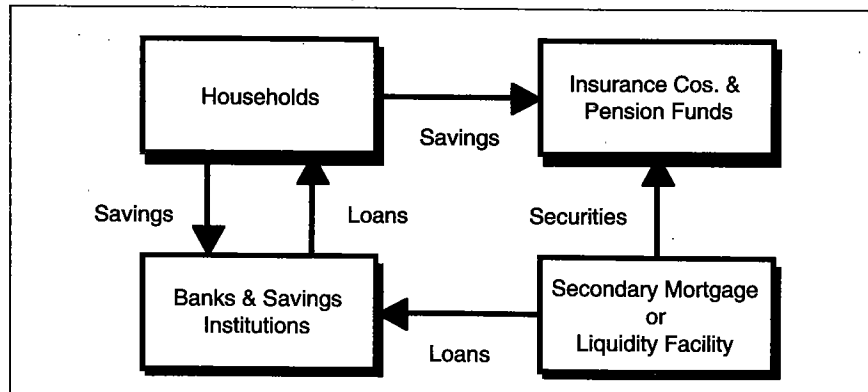 Households
Insurance Cos. &
Pension Funds
Savings
Savings
Loans
Securities
Banks & Savings
Institutions
Secondary Mortgage
or
Liquidity Facility
Loans